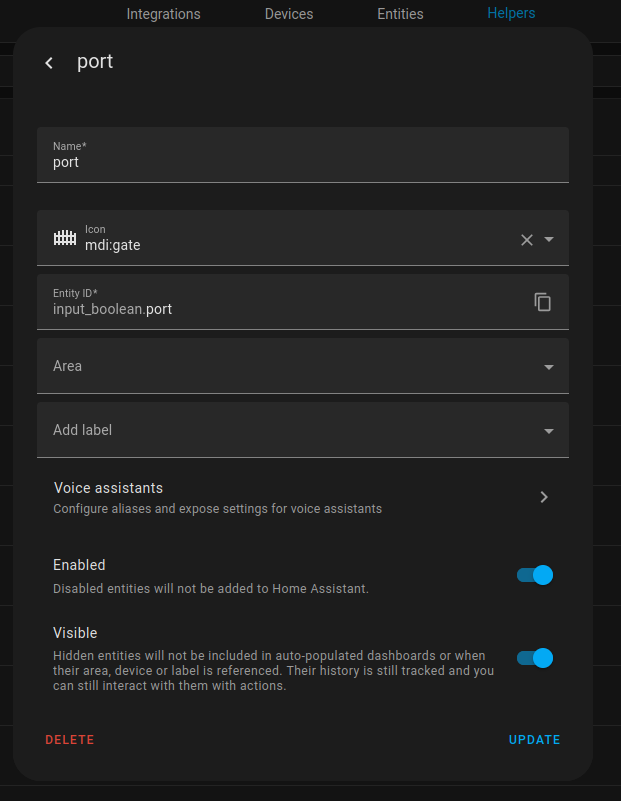 Integrations Devices Entities Helpers
port
Name*
port
Icon
mdi:gate
Entity ID*
input_boolean.port
Area
Add label
Voice assistants
Configure aliases and expose settings for voice assistants
Enabled
Disabled entities will not be added to Home Assistant.
Visible
Hidden entities will not be included in auto-populated dashboards or when
their area, device or label is referenced. Their history is still tracked and you
can still interact with them with actions.
DELETE UPDATE